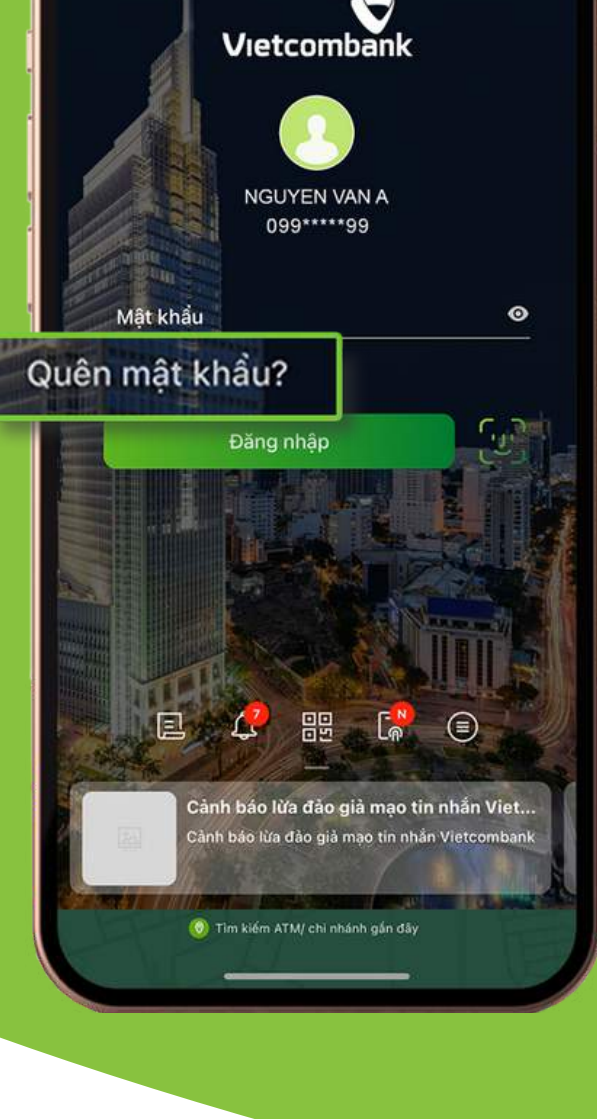 Vietcombank
NGUYEN VAN A
099*****99
Mật khẩu
Quên mật khẩu?
Đăng nhập
7
N
Cảnh báo lừa đảo giả mạo tin nhắn Viet...
Cảnh báo lừa đảo giả mạo tin nhắn Vietcombank
Tìm kiếm ATM/ chi nhánh gần đây